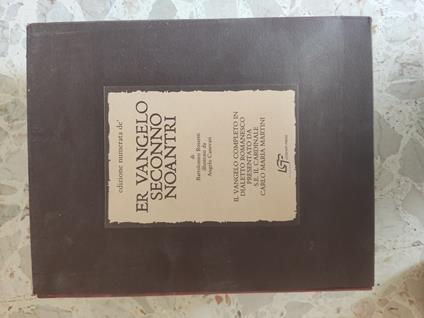 edizione numerata de'
ER VANGELO
SECONNO
NOANTRI
di
Bartolomeo Rossetti
illustrato da
Angelo Canevari
IL VANGELO COMPLETO IN
DIALETTO ROMANESCO
PRESENTATO DA
S.E. IL CARDINALE
CARLO MARIA MARTINI